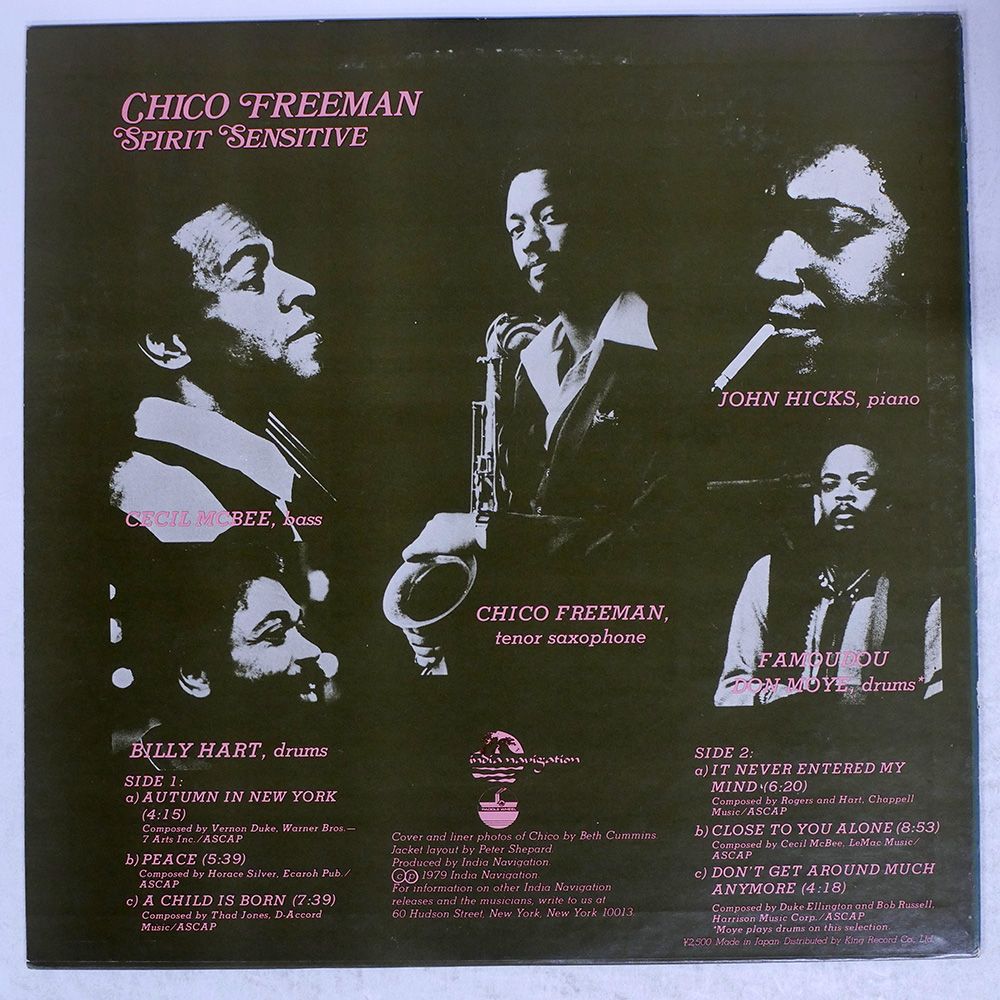 CHICO FREEMAN
SPIRIT SENSITIVE
JOHN HICKS, piano
CECIL MCBEE, bass
CHICO FREEMAN,
tenor saxophone
FAMOUDOU
DON MOYE, drums*
BILLY HART, drums
SIDE 1:
a) AUTUMN IN NEW YORK
(4:15)
Composed by Vernon Duke, Warner Bros.—
7 Arts Inc./ASCAP
b) PEACE (5:39)
Composed by Horace Silver, Ecaroh Pub./
ASCAP
c) A CHILD IS BORN (7:39)
Composed by Thad Jones, D-Accord
Music/ASCAP
india navigation
PADDLE WHEEL
Cover and liner photos of Chico by Beth Cummins.
Jacket layout by Peter Shepard.
Produced by India Navigation.
©℗ 1979 India Navigation.
For information on other India Navigation
releases and the musicians, write to us at
60 Hudson Street, New York, New York 10013.
SIDE 2:
a) IT NEVER ENTERED MY
MIND (6:20)
Composed by Rogers and Hart, Chappell
Music/ASCAP
b) CLOSE TO YOU ALONE (8:53)
Composed by Cecil McBee, LeMac Music/
ASCAP
c) DON'T GET AROUND MUCH
ANYMORE (4:18)
Composed by Duke Ellington and Bob Russell,
Harrison Music Corp./ASCAP
*Moye plays drums on this selection.
¥2,500 Made in Japan Distributed by King Record Co., Ltd.